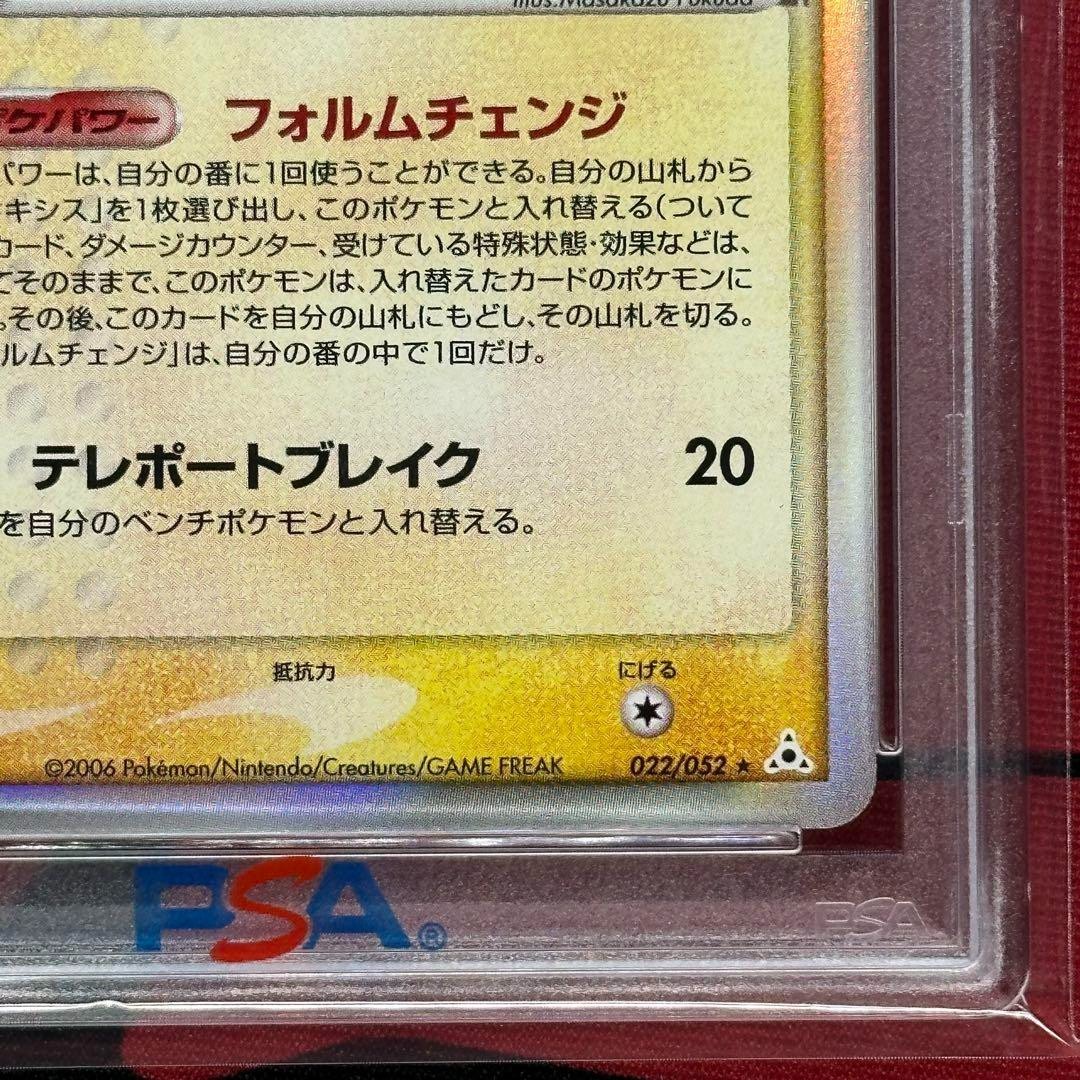 ポケパワー フォルムチェンジ
パワーは、自分の番に1回使うことができる。自分の山札から
キシス」を1枚選び出し、このポケモンと入れ替える(ついて
カード、ダメージカウンター、受けている特殊状態・効果などは、
てそのままで、このポケモンは、入れ替えたカードのポケモンに
。その後、このカードを自分の山札にもどし、その山札を切る。
ルムチェンジ」は、自分の番の中で1回だけ。
テレポートブレイク 20
を自分のベンチポケモンと入れ替える。
抵抗力 にげる
©2006 Pokémon/Nintendo/Creatures/GAME FREAK 022/052 ★
PSA® PSA